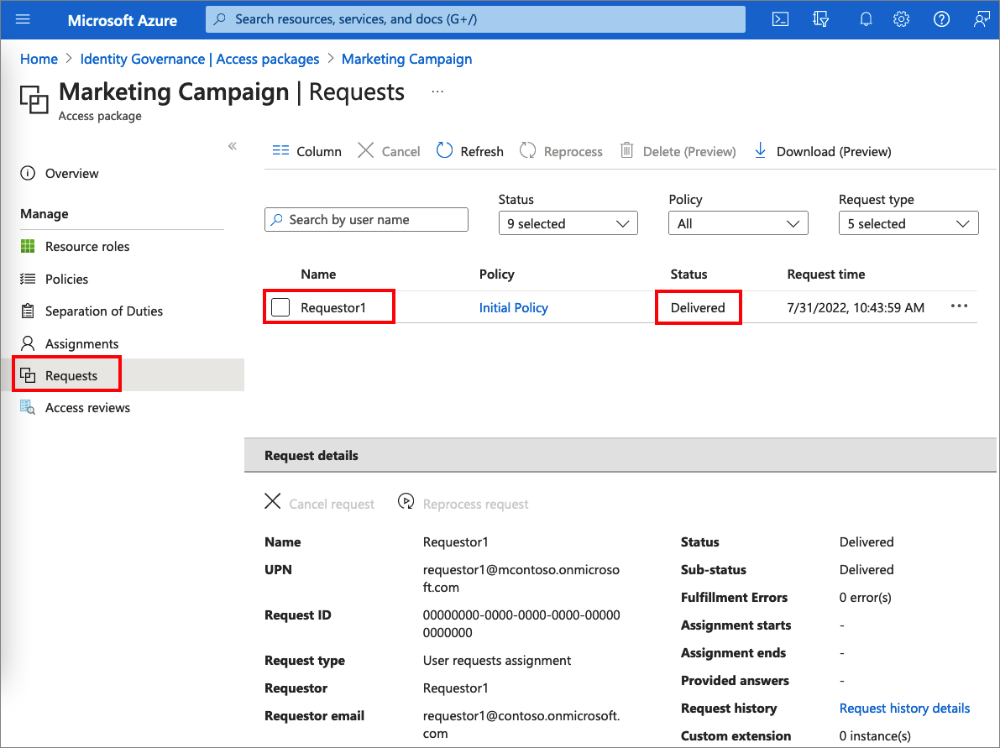 Microsoft Azure
Search resources, services, and docs (G+/)
Home > Identity Governance | Access packages > Marketing Campaign
Marketing Campaign | Requests ...
Access package
«
Overview
Manage
Resource roles
Policies
Separation of Duties
Assignments
Requests
Access reviews
Column Cancel Refresh Reprocess Delete (Preview) Download (Preview)
Status Policy Request type
Search by user name 9 selected All 5 selected
Name Policy Status Request time
Requestor1 Initial Policy Delivered 7/31/2022, 10:43:59 AM ...
Request details
Cancel request Reprocess request
Name Requestor1
UPN requestor1@mcontoso.onmicroso
ft.com
Request ID 00000000-0000-0000-0000-00000
0000000
Request type User requests assignment
Requestor Requestor1
Requestor email requestor1@contoso.onmicrosoft.
com
Status Delivered
Sub-status Delivered
Fulfillment Errors 0 error(s)
Assignment starts -
Assignment ends -
Provided answers -
Request history Request history details
Custom extension 0 instance(s)